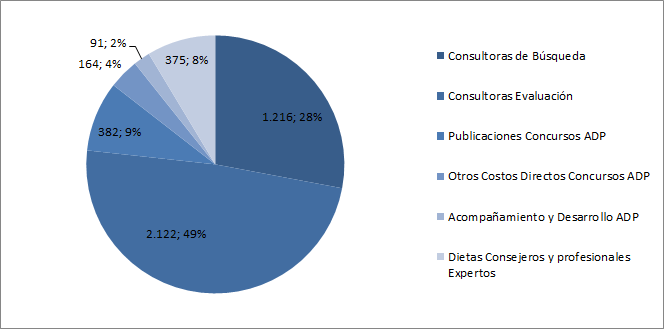 91; 2%
375; 8%
164; 4%
1.216; 28%
382; 9%
2.122; 49%
Consultoras de Búsqueda
Consultoras Evaluación
Publicaciones Concursos ADP
Otros Costos Directos Concursos ADP
Acompañamiento y Desarrollo ADP
Dietas Consejeros y profesionales
Expertos